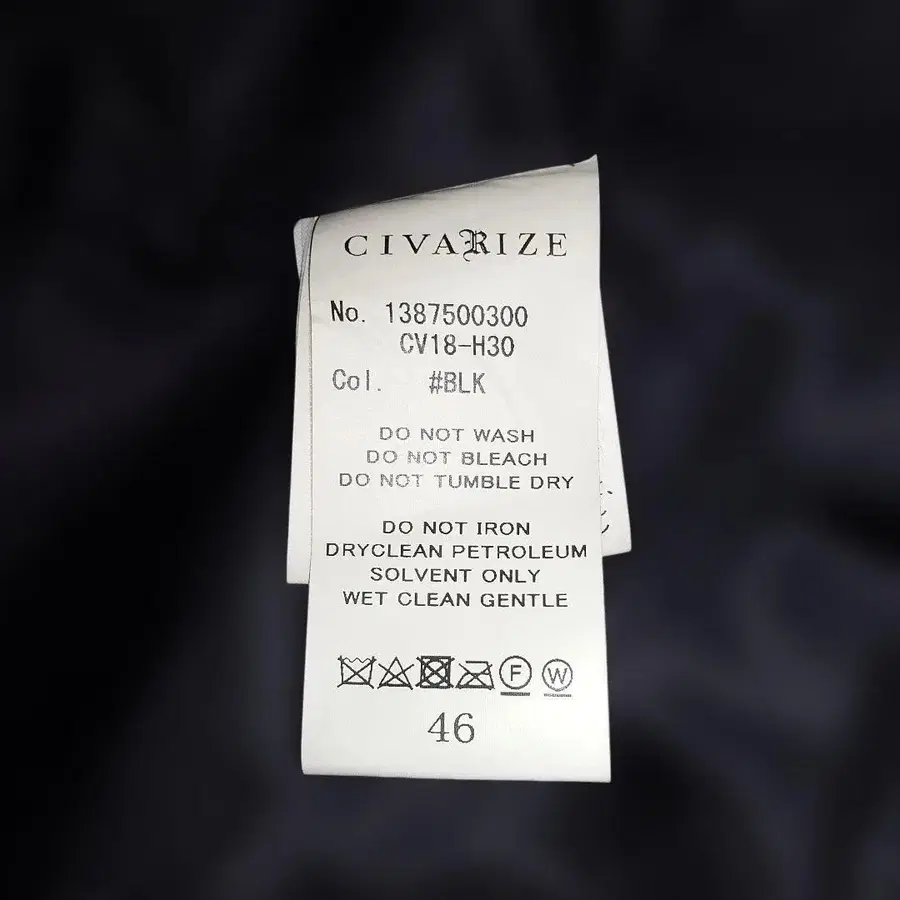 CIVARIZE
No. 1387500300
CV18-H30
Col. #BLK
DO NOT WASH
DO NOT BLEACH
DO NOT TUMBLE DRY
DO NOT IRON
DRYCLEAN PETROLEUM
SOLVENT ONLY
WET CLEAN GENTLE
F W
46